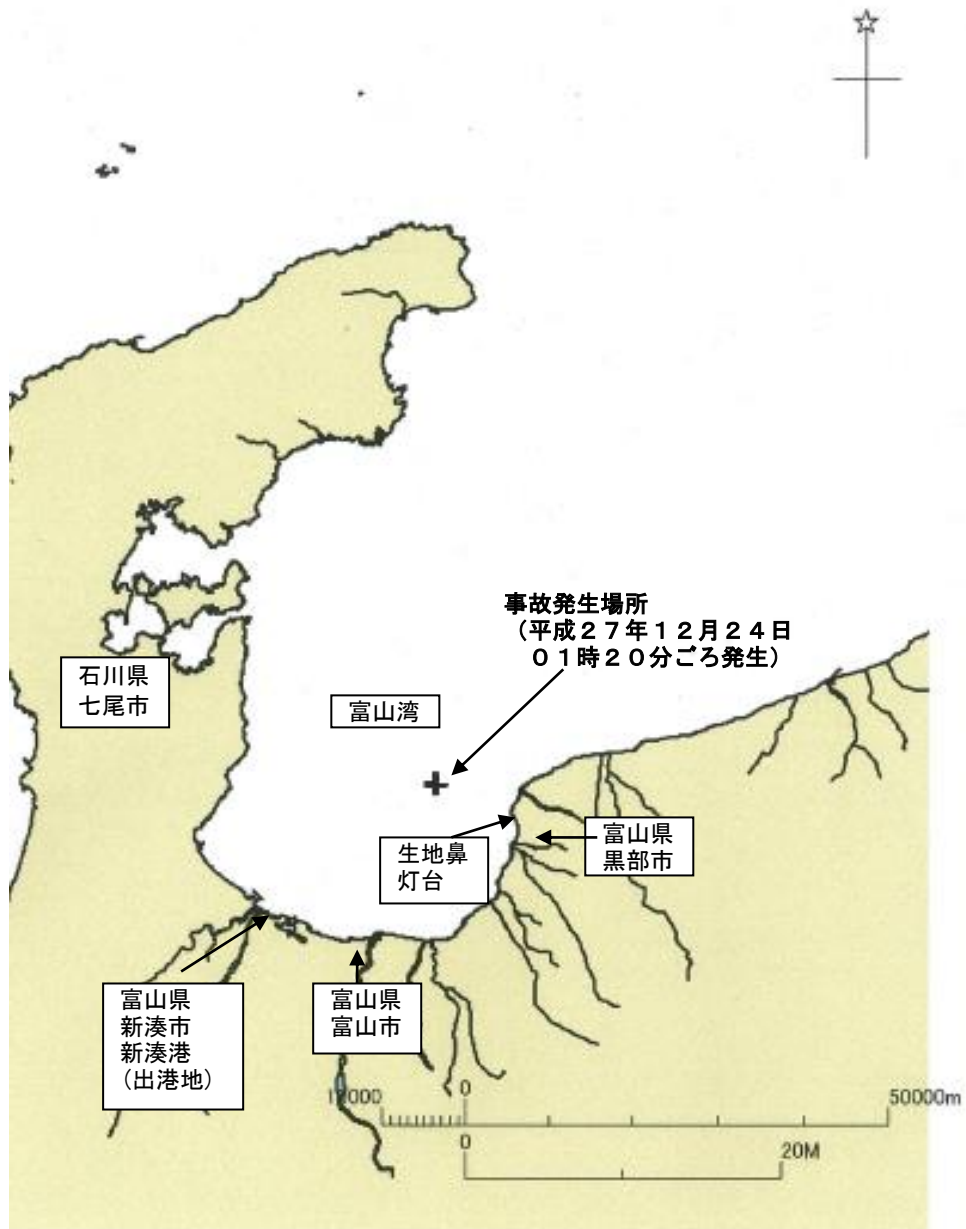 事故発生場所
（平成２７年１２月２４日
０１時２０分ごろ発生）
石川県
七尾市
富山湾
生地鼻
灯台
富山県
黒部市
富山県
新湊市
新湊港
（出港地）
富山県
富山市
0
50000m
0
20M